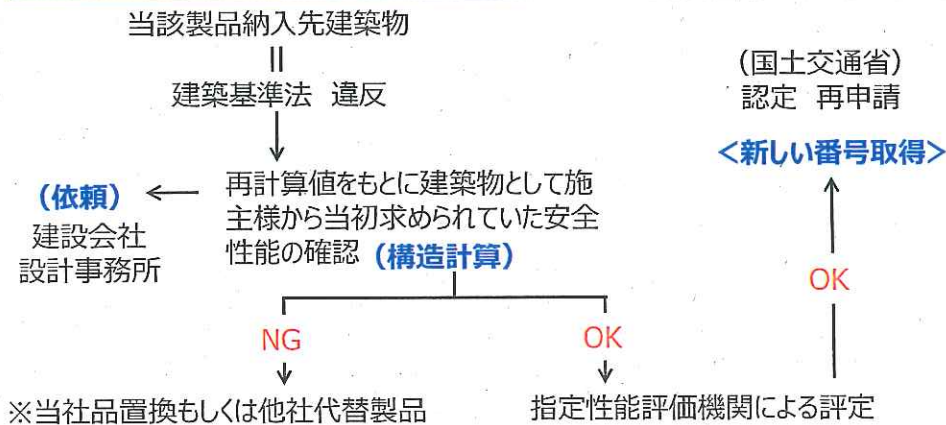 当該製品納入先建築物
||
建築基準法 違反
再計算値をもとに建築物として施
主様から当初求められていた安全
性能の確認（構造計算）
（依頼）
建設会社
設計事務所
NG
OK
※当社品置換もしくは他社代替製品
指定性能評価機関による評定
OK
（国土交通省）
認定 再申請
＜新しい番号取得＞